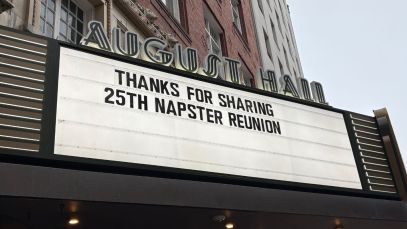 AUGUST HALL
THANKS FOR SHARING
25TH NAPSTER REUNION